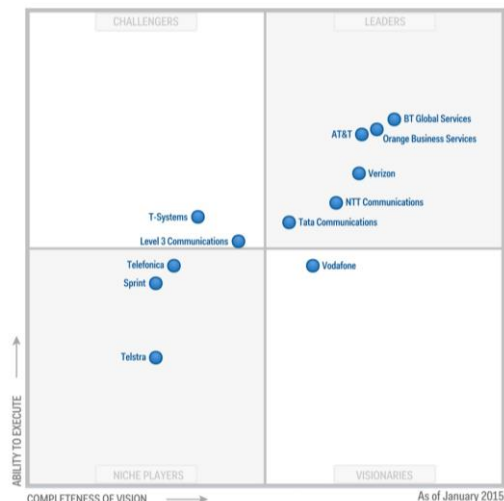 CHALLENGERS
LEADERS
BT Global Services
AT&T
Orange Business Services
Verizon
NTT Communications
T-Systems
Tata Communications
Level 3 Communications
Telefonica
Vodafone
Sprint
Telstra
ABILITY TO EXECUTE
NICHE PLAYERS
VISIONARIES
COMPLETENESS OF VISION
As of January 2015